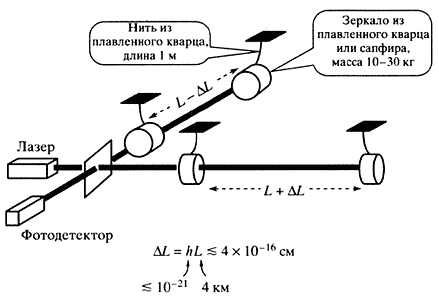 Нить из
плавленного кварца,
длина 1 м
Зеркало из
плавленного кварца
или сапфира,
масса 10–30 кг
L – ΔL
Лазер
L + ΔL
Фотодетектор
ΔL = hL ≲ 4 × 10⁻¹⁶ см
≲ 10⁻²¹ 4 км